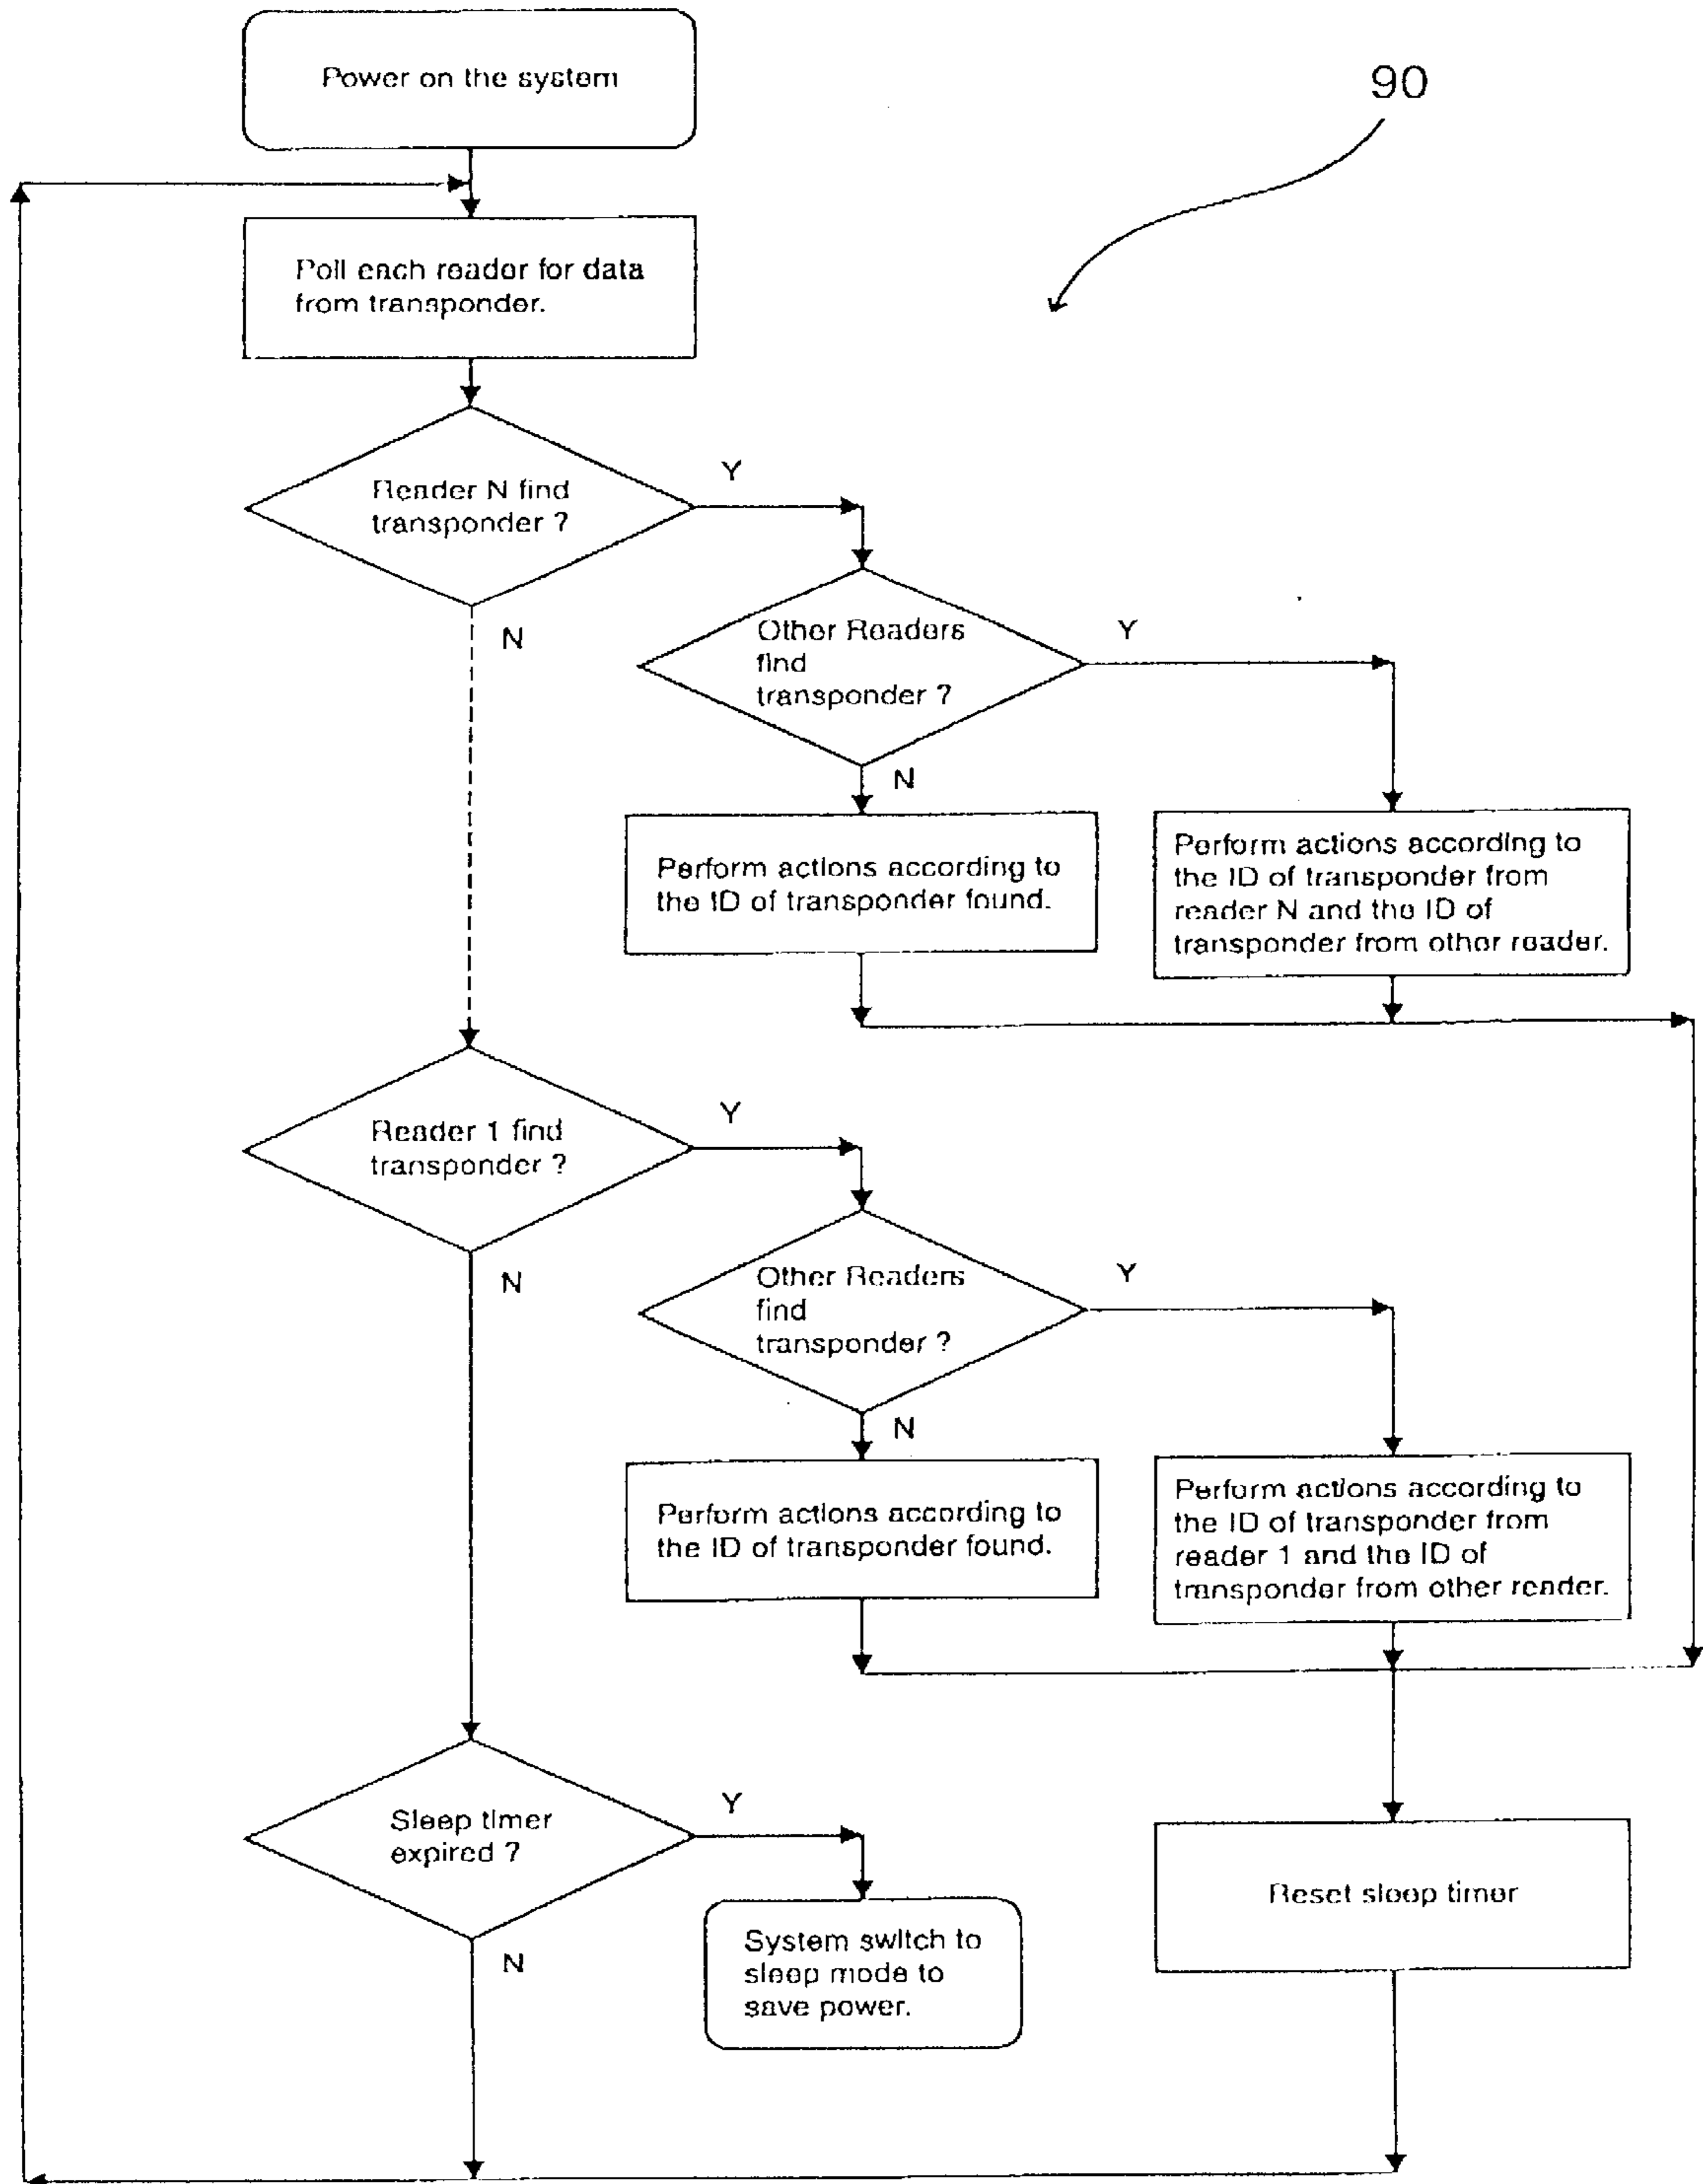 Power on the system
90
Poll each reader for data
from transponder.
Reader N find
transponder ?
Y
N
Other Readers
find
transponder ?
Y
N
Perform actions according to
the ID of transponder found.
Perform actions according to
the ID of transponder from
reader N and the ID of
transponder from other reader.
Reader 1 find
transponder ?
Y
N
Other Readers
find
transponder ?
Y
N
Perform actions according to
the ID of transponder found.
Perform actions according to
the ID of transponder from
reader 1 and the ID of
transponder from other reader.
Sleep timer
expired ?
Y
N
System switch to
sleep mode to
save power.
Reset sleep timer